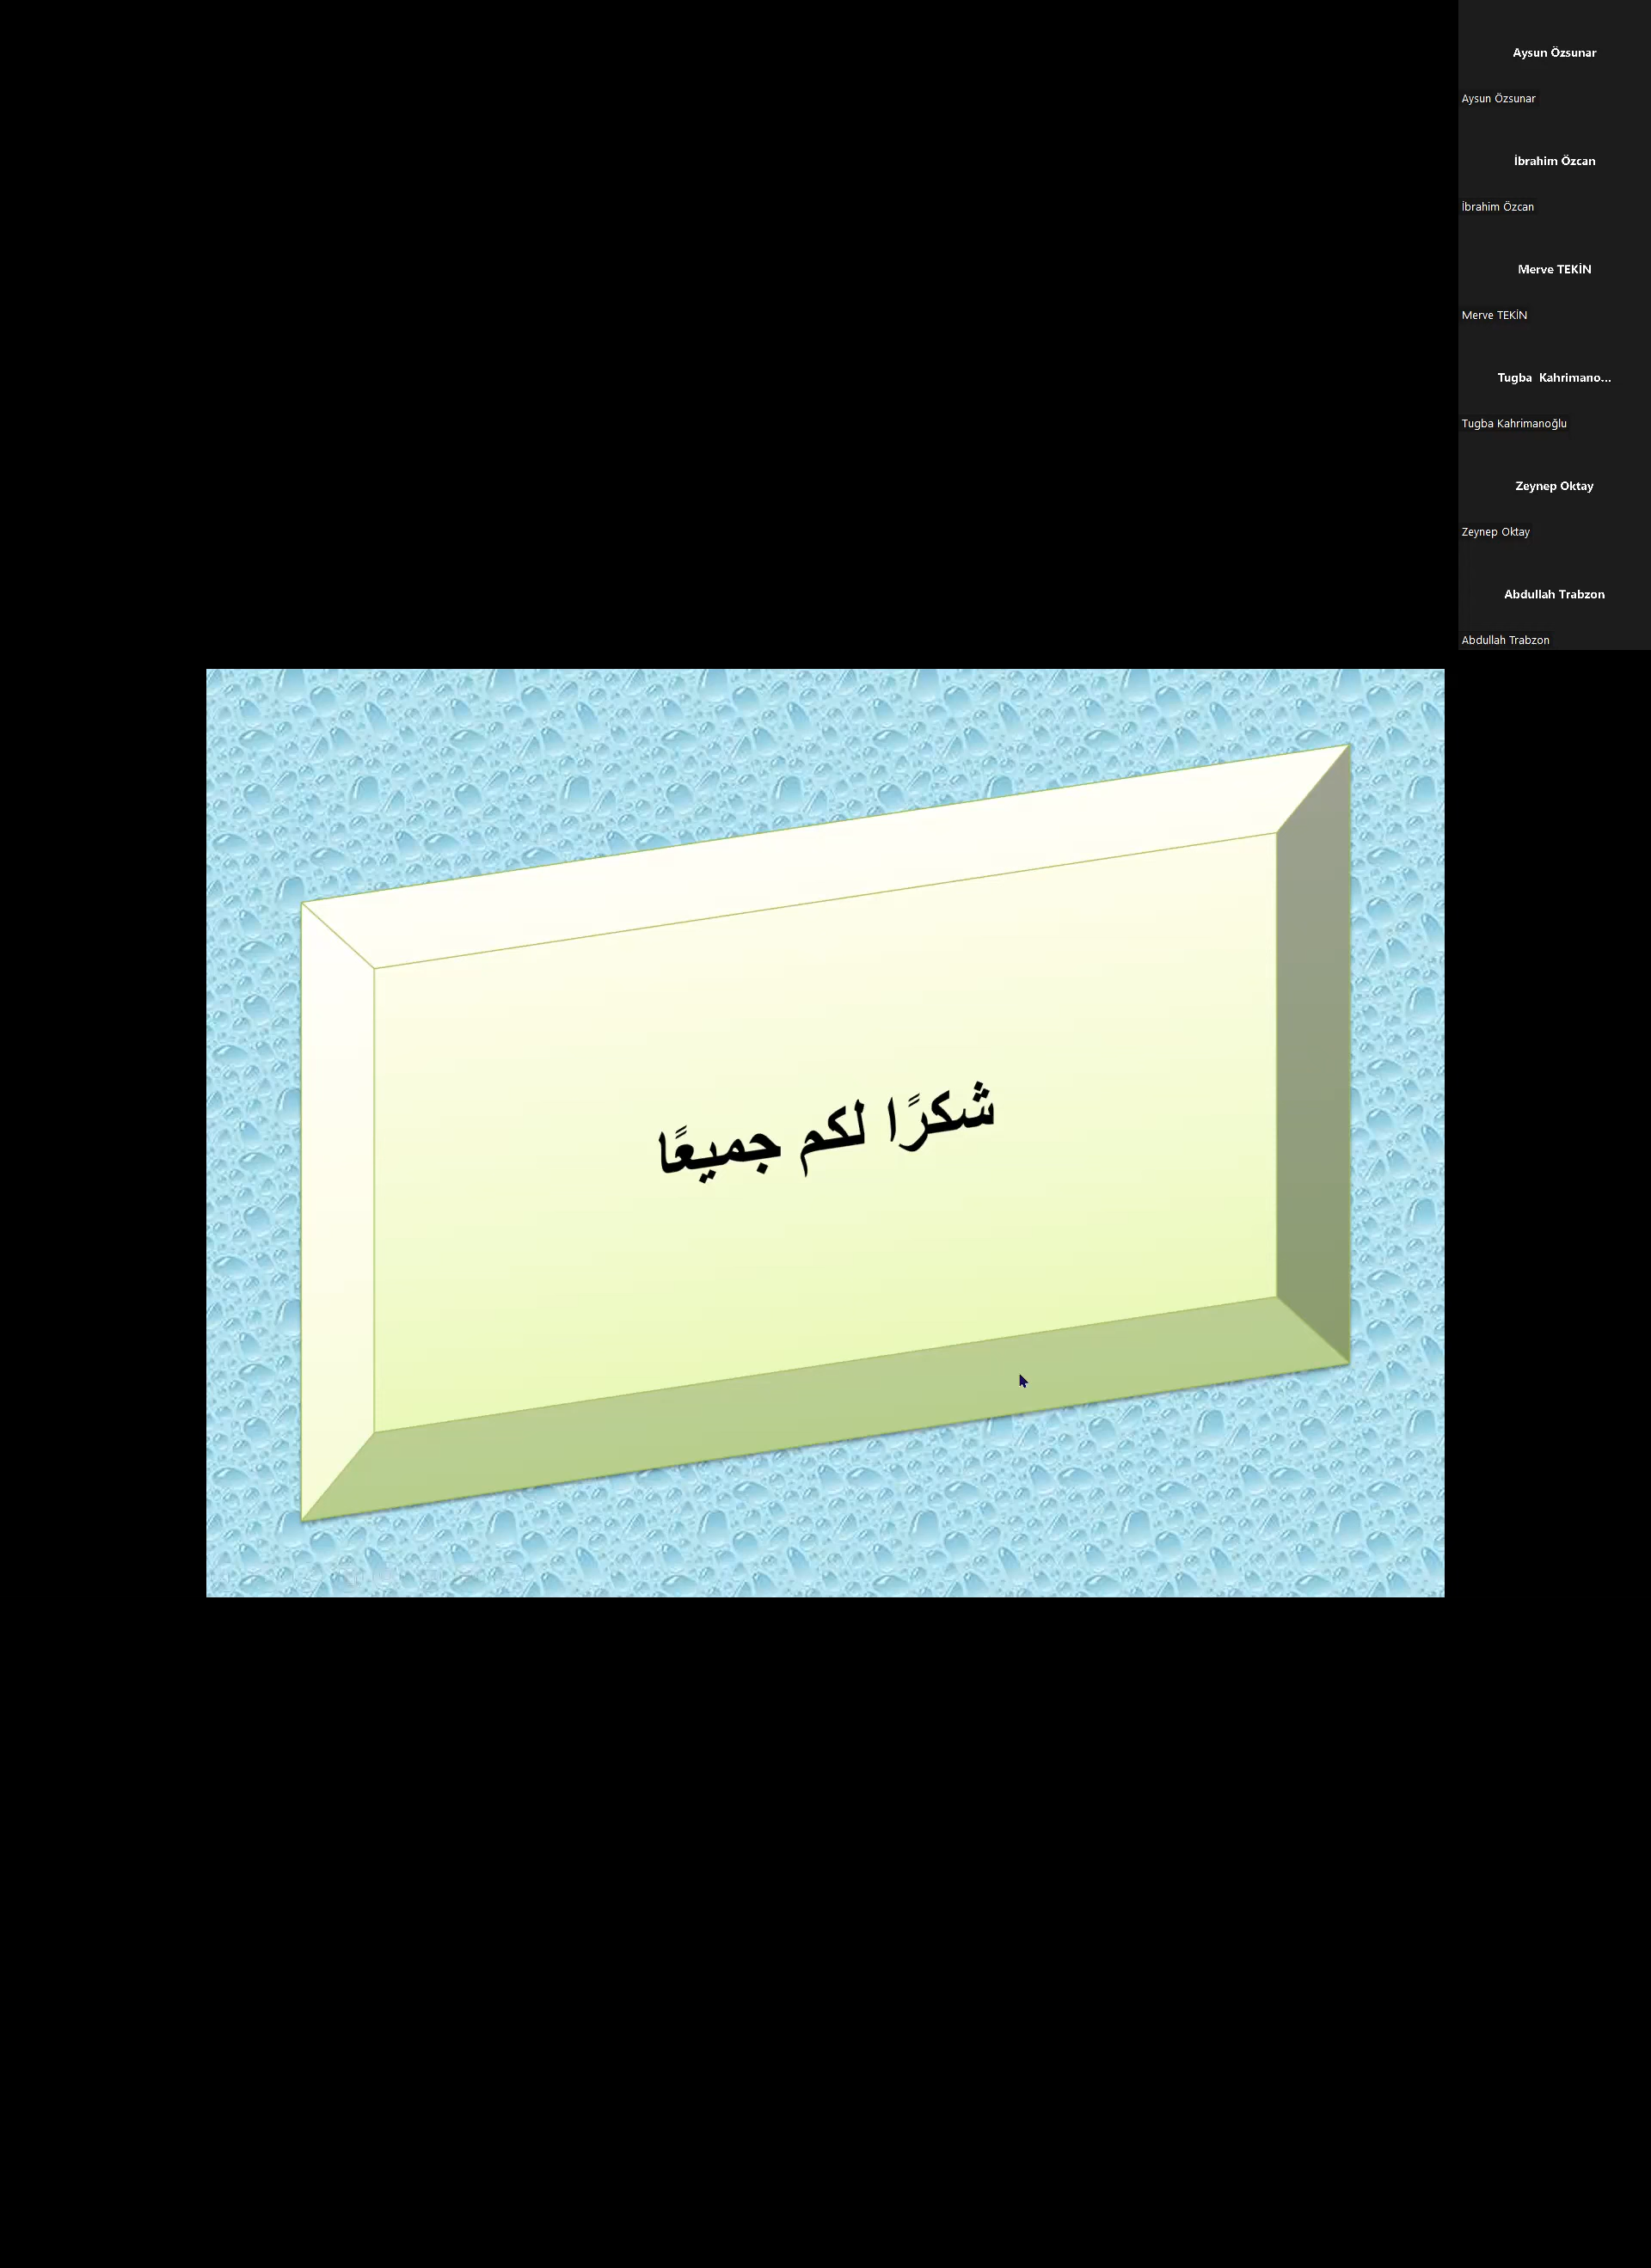 Aysun Özsunar
Aysun Özsunar
İbrahim Özcan
İbrahim Özcan
Merve TEKİN
Merve TEKİN
Tugba  Kahrimano...
Tugba Kahrimanoğlu
Zeynep Oktay
Zeynep Oktay
Abdullah Trabzon
Abdullah Trabzon
شكرًا لكم جميعًا